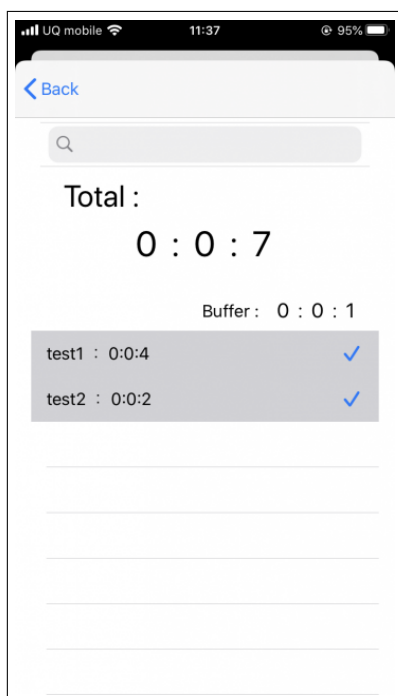 UQ mobile 11:37 95%
Back
Total :
0 : 0 : 7
Buffer : 0 : 0 : 1
test1 : 0:0:4
test2 : 0:0:2